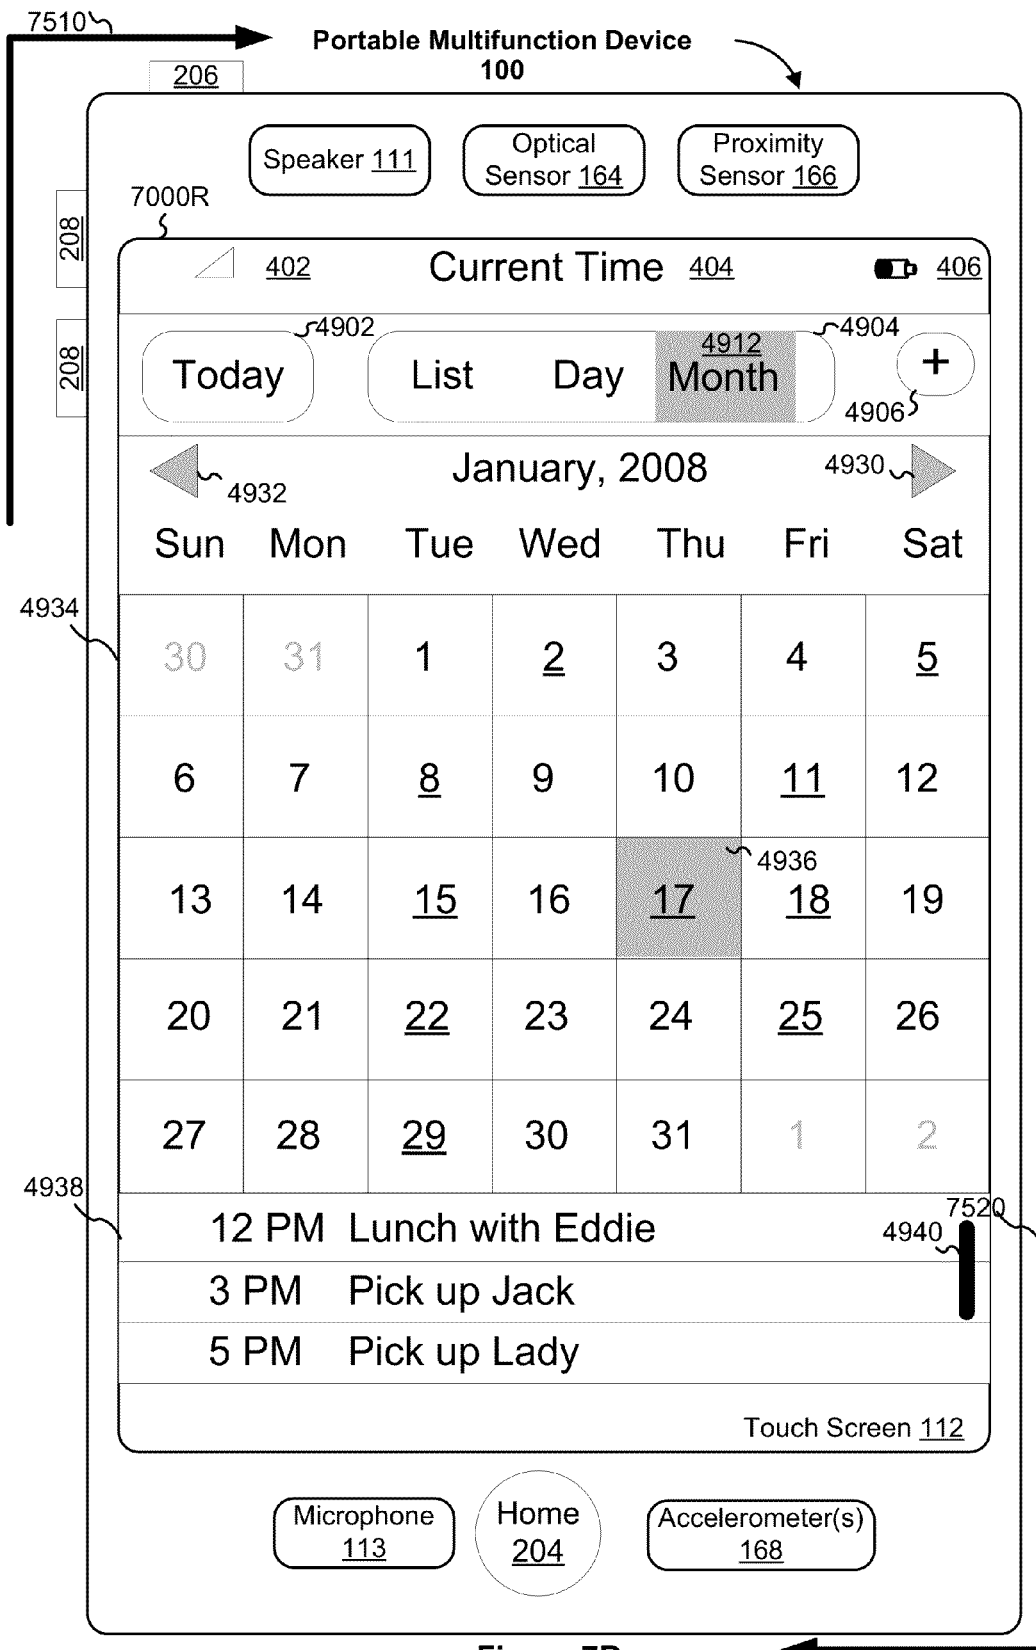 7510
Portable Multifunction Device
100
206
Speaker 111
Optical
Sensor 164
Proximity
Sensor 166
7000R
208
208
402 Current Time 404 406
4902 4904
Today List Day 4912 Month +
4906
4932 January, 2008 4930
Sun Mon Tue Wed Thu Fri Sat
4934
30 31 1 2 3 4 5
6 7 8 9 10 11 12
4936
13 14 15 16 17 18 19
20 21 22 23 24 25 26
27 28 29 30 31 1 2
4938
7520
12 PM Lunch with Eddie 4940
3 PM Pick up Jack
5 PM Pick up Lady
Touch Screen 112
Microphone
113
Home
204
Accelerometer(s)
168